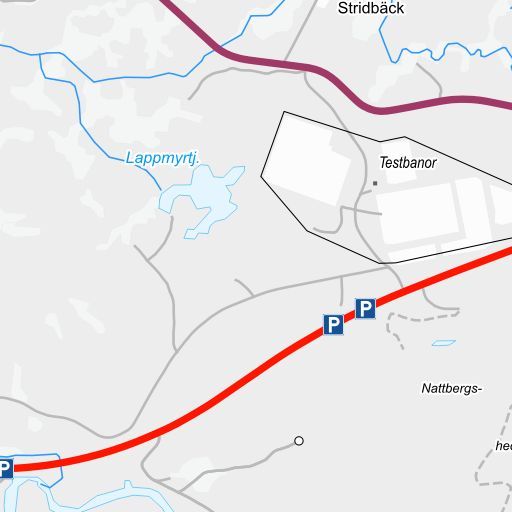 Stridbäck
Lappmyrtj.
Testbanor
P
P
Nattbergs-
hed
P